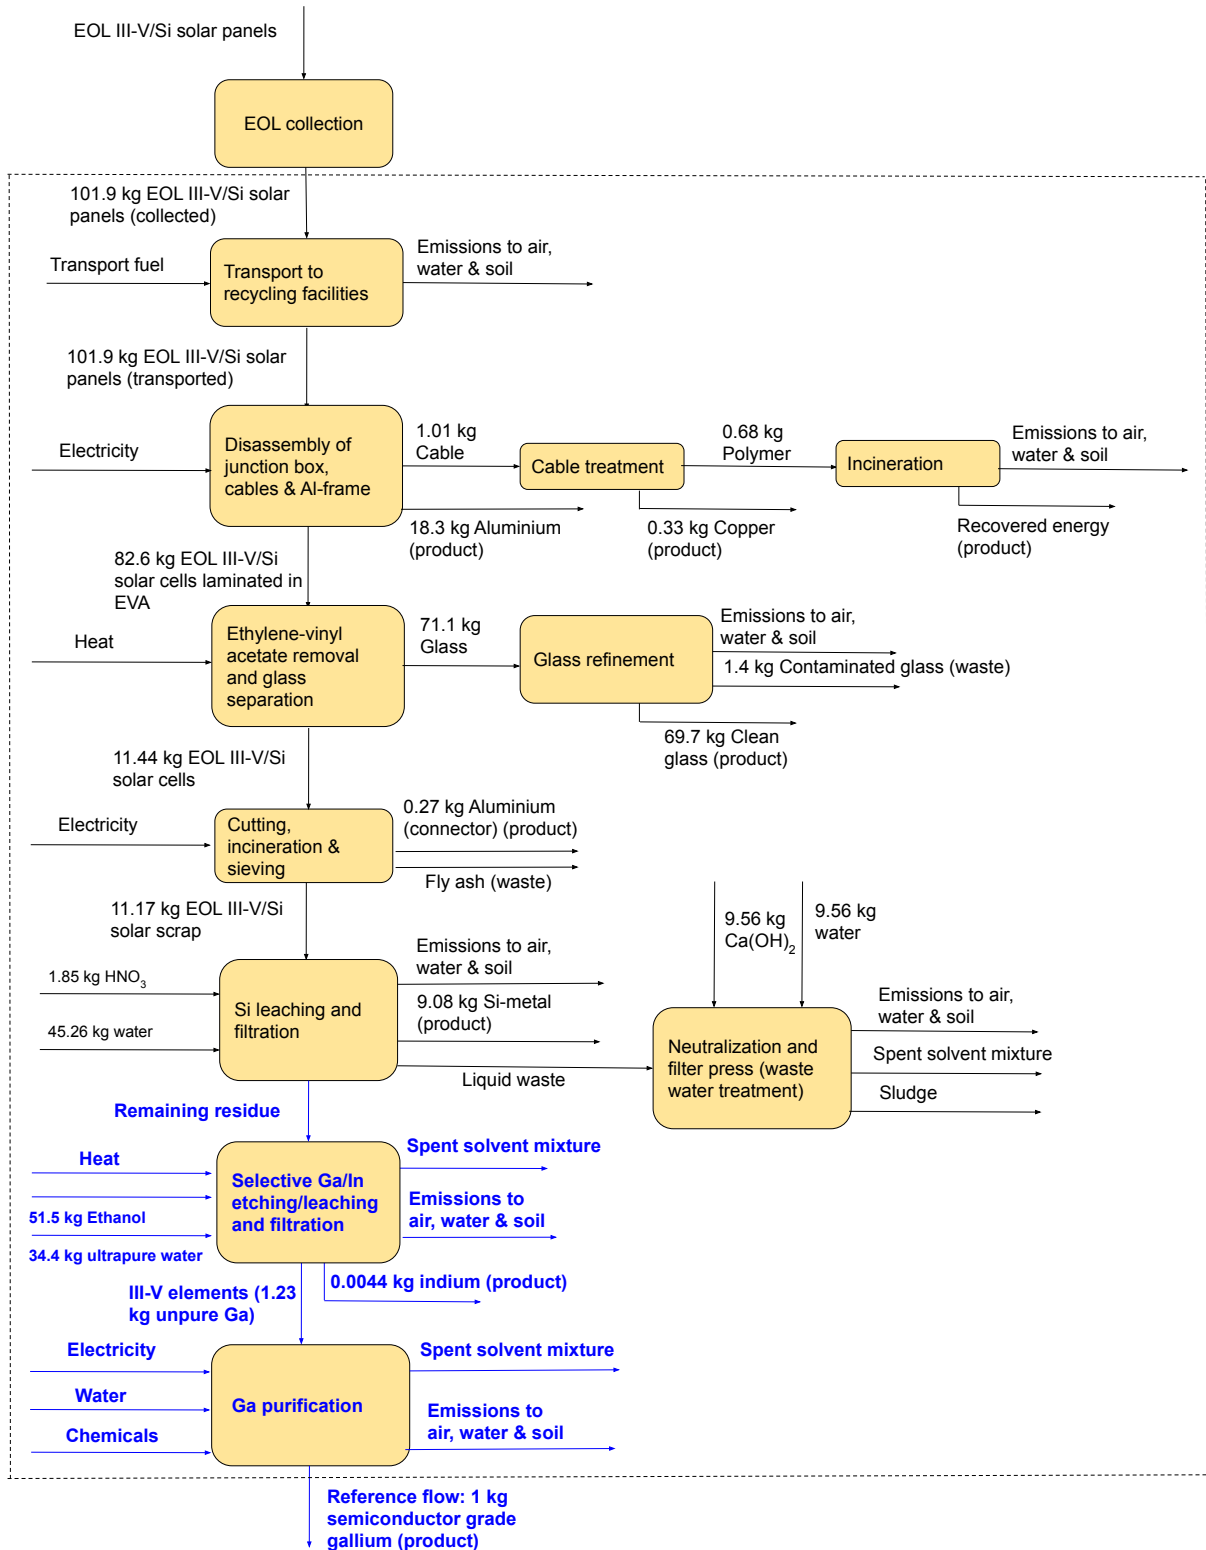 EOL III-V/Si solar panels
EOL collection
101.9 kg EOL III-V/Si solar
panels (collected)
Transport fuel
Transport to
recycling facilities
Emissions to air,
water & soil
101.9 kg EOL III-V/Si solar
panels (transported)
Electricity
Disassembly of
junction box,
cables & Al-frame
1.01 kg
Cable
Cable treatment
0.68 kg
Polymer
Incineration
Emissions to air,
water & soil
18.3 kg Aluminium
(product)
0.33 kg Copper
(product)
Recovered energy
(product)
82.6 kg EOL III-V/Si
solar cells laminated in
EVA
Heat
Ethylene-vinyl
acetate removal
and glass
separation
71.1 kg
Glass
Glass refinement
Emissions to air,
water & soil
1.4 kg Contaminated glass (waste)
69.7 kg Clean
glass (product)
11.44 kg EOL III-V/Si
solar cells
Electricity
Cutting,
incineration &
sieving
0.27 kg Aluminium
(connector) (product)
Fly ash (waste)
11.17 kg EOL III-V/Si
solar scrap
1.85 kg HNO₃
45.26 kg water
Si leaching and
filtration
Emissions to air,
water & soil
9.08 kg Si-metal
(product)
Liquid waste
9.56 kg
Ca(OH)₂
9.56 kg
water
Neutralization and
filter press (waste
water treatment)
Emissions to air,
water & soil
Spent solvent mixture
Sludge
Remaining residue
Heat
51.5 kg Ethanol
34.4 kg ultrapure water
Selective Ga/In
etching/leaching
and filtration
Spent solvent mixture
Emissions to
air, water & soil
0.0044 kg indium (product)
III-V elements (1.23
kg unpure Ga)
Electricity
Water
Chemicals
Ga purification
Spent solvent mixture
Emissions to
air, water & soil
Reference flow: 1 kg
semiconductor grade
gallium (product)